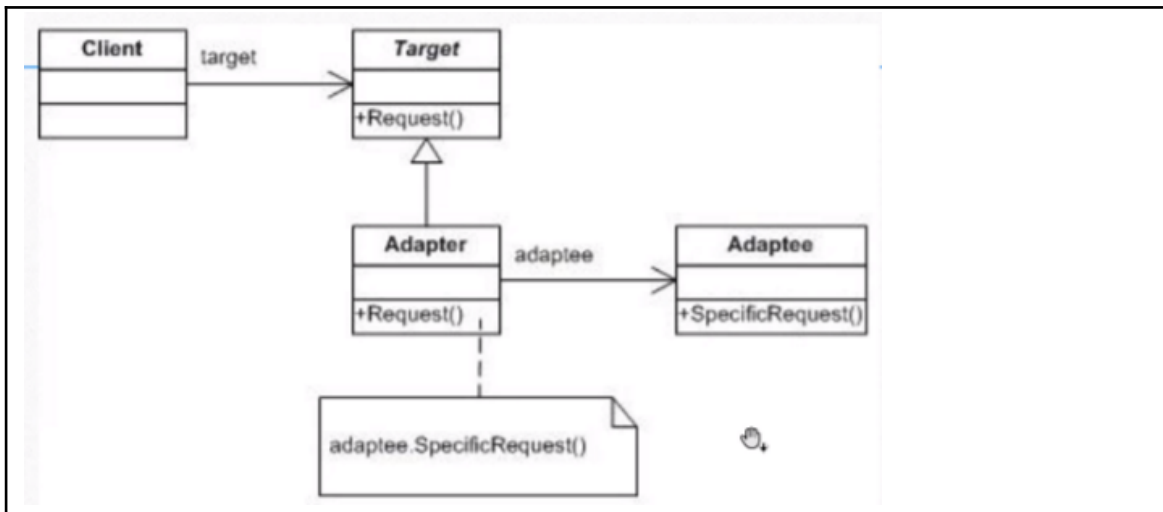 Client
target
Target
+Request()
Adapter
adaptee
Adaptee
+Request()
+SpecificRequest()
adaptee.SpecificRequest()